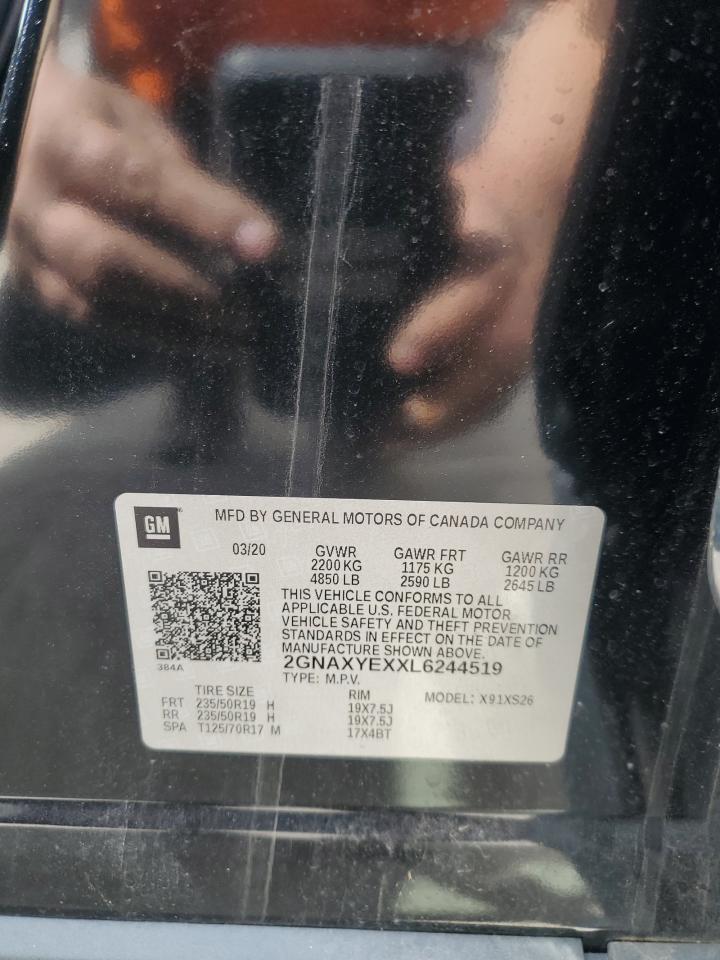 GM
MFD BY GENERAL MOTORS OF CANADA COMPANY
03/20 GVWR GAWR FRT GAWR RR
2200 KG 1175 KG 1200 KG
4850 LB 2590 LB 2645 LB
THIS VEHICLE CONFORMS TO ALL
APPLICABLE U.S. FEDERAL MOTOR
VEHICLE SAFETY AND THEFT PREVENTION
STANDARDS IN EFFECT ON THE DATE OF
MANUFACTURE SHOWN ABOVE.
384A
2GNAXYEXXL6244519
TYPE: M.P.V.
TIRE SIZE RIM MODEL: X91XS26
FRT 235/50R19 H 19X7.5J
RR 235/50R19 H 19X7.5J
SPA T125/70R17 M 17X4BT